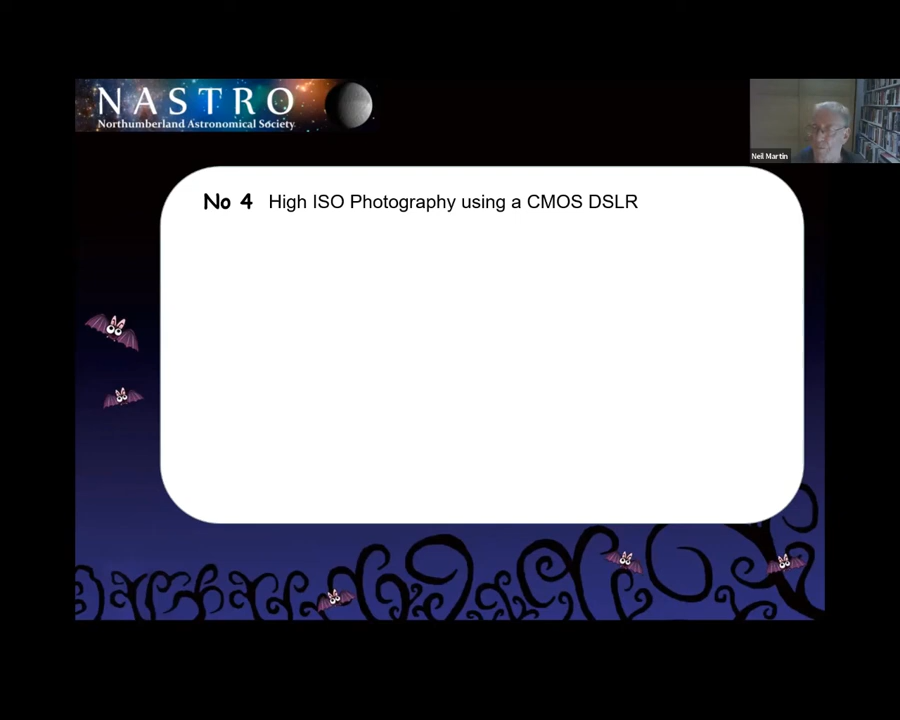 NASTRO
Northumberland Astronomical Society
Neil Martin
No 4 High ISO Photography using a CMOS DSLR